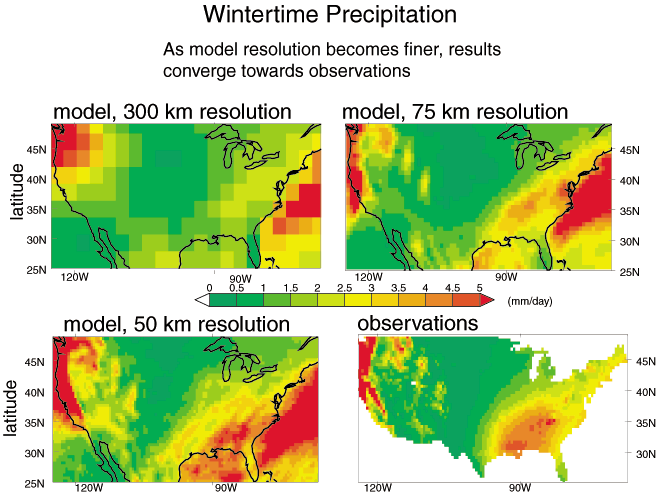 Wintertime Precipitation
As model resolution becomes finer, results
converge towards observations
model, 300 km resolution
model, 75 km resolution
latitude
45N
40N
35N
30N
25N
120W
90W
45N
40N
35N
30N
25N
120W
90W
0 0.5 1 1.5 2 2.5 3 3.5 4 4.5 5 (mm/day)
model, 50 km resolution
observations
latitude
45N
40N
35N
30N
25N
120W
90W
45N
40N
35N
30N
120W
90W